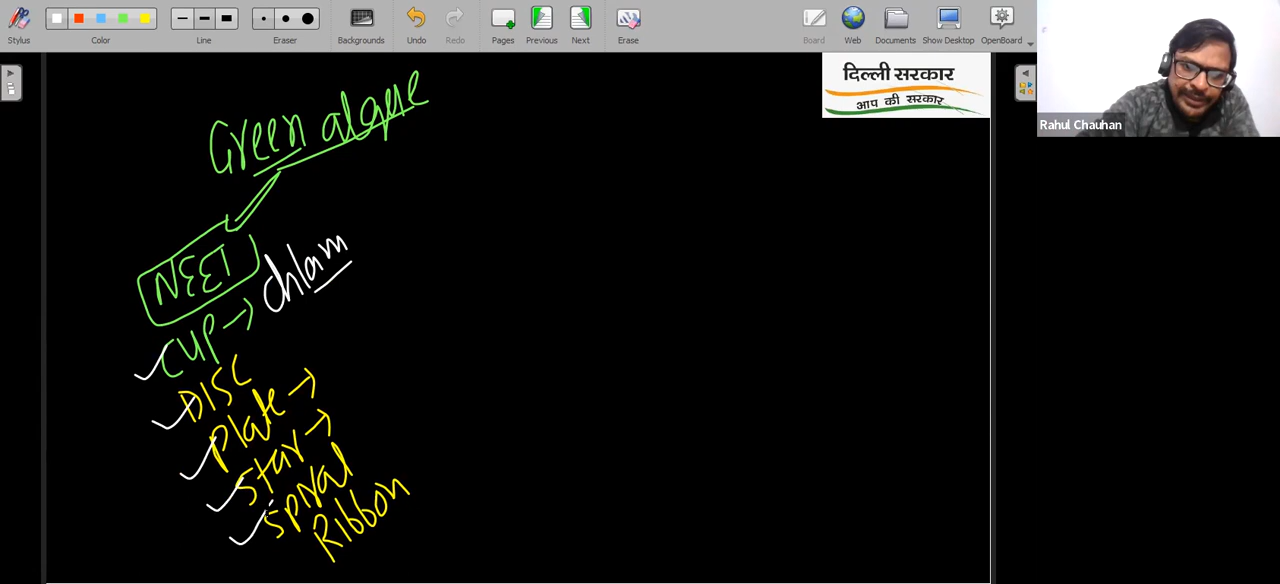 Stylus
Color
Line
Eraser
Backgrounds
Undo
Redo
Pages
Previous
Next
Erase
Board
Web
Documents
Show Desktop
OpenBoard
Rahul Chauhan
दिल्ली सरकार
आप की सरकार
Green algae
NEET
CUP → Chlam
DISC
Plate →
Star →
Spiral
Ribbon